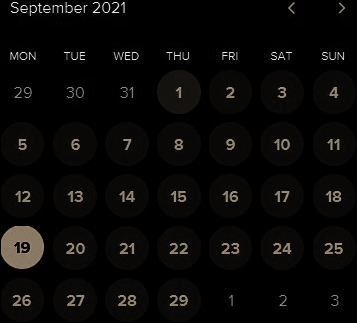 September 2021
MON TUE WED THU FRI SAT SUN
29 30 31 1 2 3 4
5 6 7 8 9 10 11
12 13 14 15 16 17 18
19 20 21 22 23 24 25
26 27 28 29 1 2 3